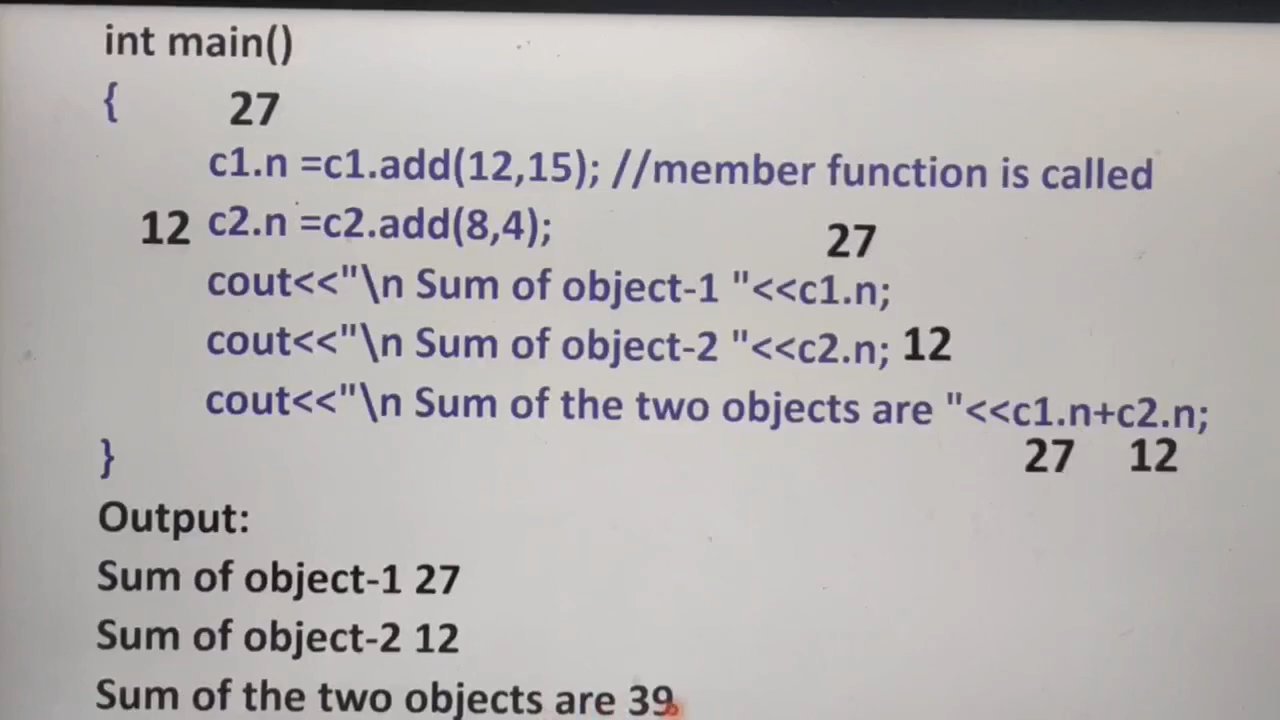 int main()
{ 27
c1.n =c1.add(12,15); //member function is called
12 c2.n =c2.add(8,4);
27
cout<<"\n Sum of object-1 "<<c1.n;
cout<<"\n Sum of object-2 "<<c2.n; 12
cout<<"\n Sum of the two objects are "<<c1.n+c2.n;
} 27 12
Output:
Sum of object-1 27
Sum of object-2 12
Sum of the two objects are 39